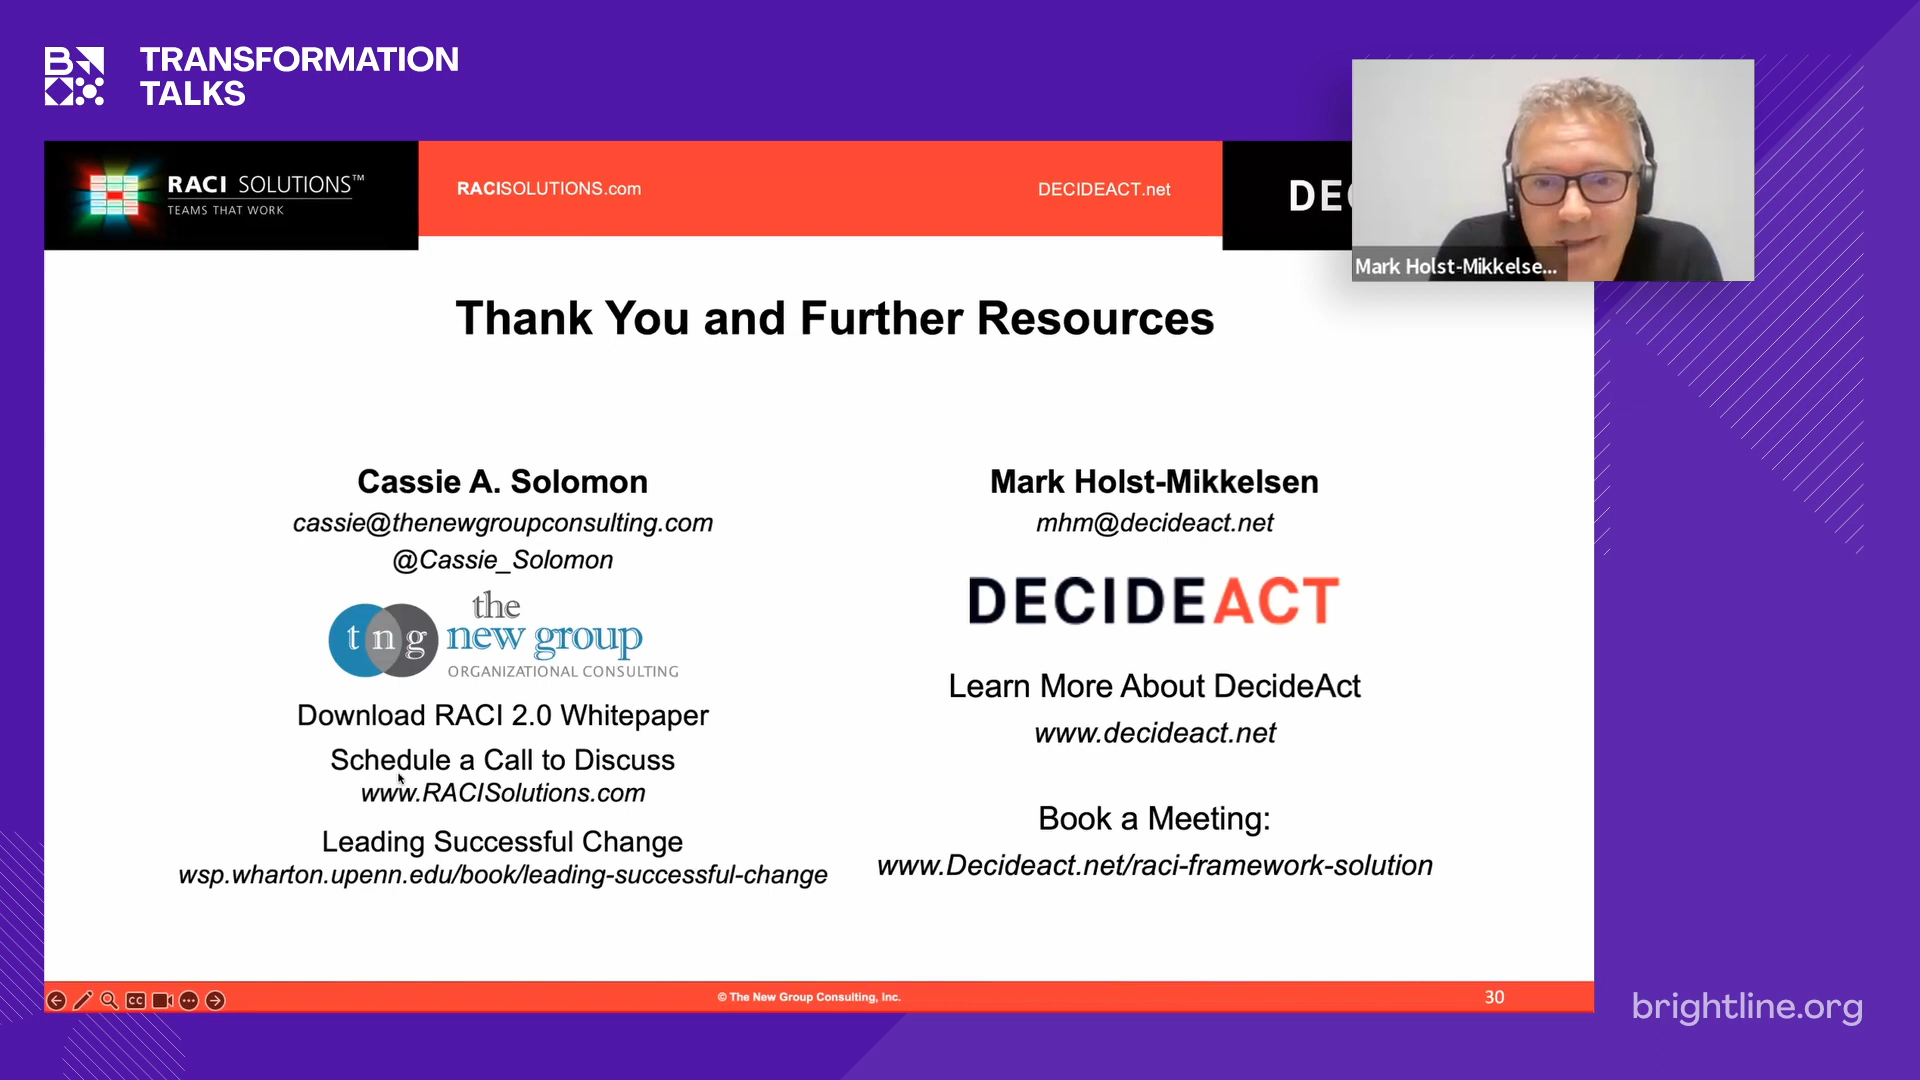 TRANSFORMATION
TALKS
RACI SOLUTIONS™
TEAMS THAT WORK
RACISOLUTIONS.com
DECIDEACT.net
Mark Holst-Mikkelse...
Thank You and Further Resources
Cassie A. Solomon
cassie@thenewgroupconsulting.com
@Cassie_Solomon
tng
the
new group
ORGANIZATIONAL CONSULTING
Download RACI 2.0 Whitepaper
Schedule a Call to Discuss
www.RACISolutions.com
Leading Successful Change
wsp.wharton.upenn.edu/book/leading-successful-change
Mark Holst-Mikkelsen
mhm@decideact.net
DECIDEACT
Learn More About DecideAct
www.decideact.net
Book a Meeting:
www.Decideact.net/raci-framework-solution
CC
© The New Group Consulting, Inc.
30
brightline.org